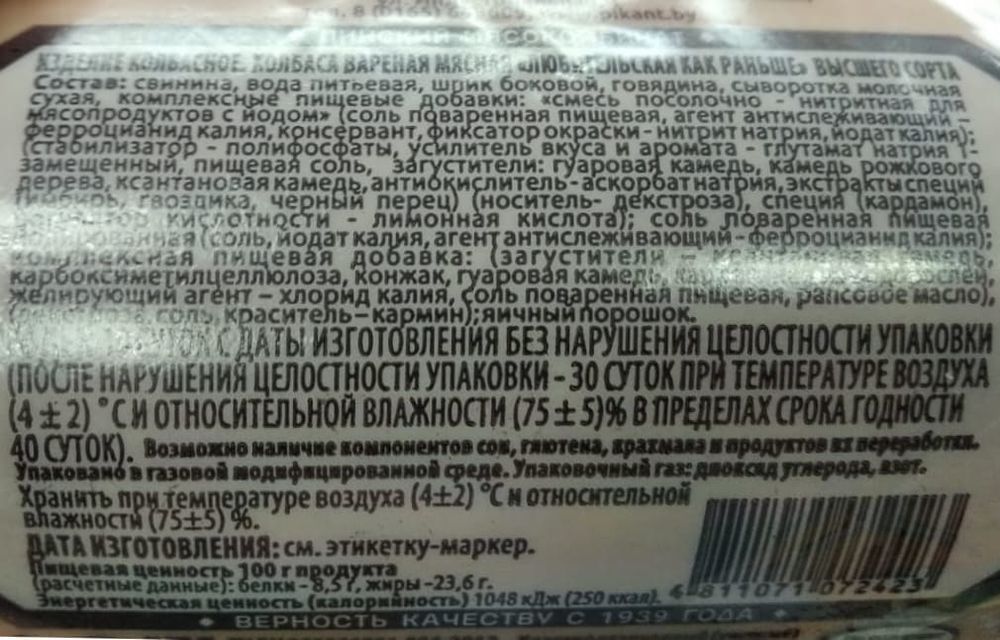 pikant.by
ПИНСКИЙ МЯСОКОМБИНАТ
ИЗДЕЛИЕ КОЛБАСНОЕ. КОЛБАСА ВАРЕНАЯ МЯСНАЯ «ЛЮБИТЕЛЬСКАЯ КАК РАНЬШЕ» ВЫСШЕГО СОРТА
Состав: свинина, вода питьевая, шпик боковой, говядина, сыворотка молочная
сухая, комплексные пищевые добавки: «смесь посолочно - нитритная для
мясопродуктов с йодом» (соль поваренная пищевая, агент антислеживающий -
ферроцианид калия, консервант, фиксатор окраски - нитрит натрия, йодат калия);
(стабилизатор - полифосфаты, усилитель вкуса и аромата - глутамат натрия 1-
замещенный, пищевая соль, загустители: гуаровая камедь, камедь рожкового
дерева, ксантановая камедь, антиокислитель-аскорбат натрия, экстракты специй
имбирь, гвоздика, черный перец) (носитель- декстроза), специя (кардамон),
кислотности - лимонная кислота); соль поваренная пищевая
(соль, йодат калия, агент антислеживающий - ферроцианид калия);
комплексная пищевая добавка: (загустители - ксантановая камедь,
карбоксиметилцеллюлоза, конжак, гуаровая камедь,
желирующий агент – хлорид калия, соль поваренная пищевая, рапсовое масло),
соль, краситель–кармин); яичный порошок.
СУТОК С ДАТЫ ИЗГОТОВЛЕНИЯ БЕЗ НАРУШЕНИЯ ЦЕЛОСТНОСТИ УПАКОВКИ
(ПОСЛЕ НАРУШЕНИЯ ЦЕЛОСТНОСТИ УПАКОВКИ - 30 СУТОК ПРИ ТЕМПЕРАТУРЕ ВОЗДУХА
(4 ± 2) °С И ОТНОСИТЕЛЬНОЙ ВЛАЖНОСТИ (75 ± 5)% В ПРЕДЕЛАХ СРОКА ГОДНОСТИ
40 СУТОК). Возможно наличие компонентов сои, глютена, крахмала и продуктов их переработки.
Упаковано в газовой модифицированной среде. Упаковочный газ: диоксид углерода, азот.
Хранить при температуре воздуха (4±2) °С и относительной
влажности (75±5) %.
ДАТА ИЗГОТОВЛЕНИЯ: см. этикетку-маркер.
Пищевая ценность 100 г продукта
(расчетные данные): белки - 8,5 г, жиры -23,6 г.
Энергетическая ценность (калорийность) 1048 кДж (250 ккал).
4 811071 072423
ВЕРНОСТЬ КАЧЕСТВУ С 1939 ГОДА